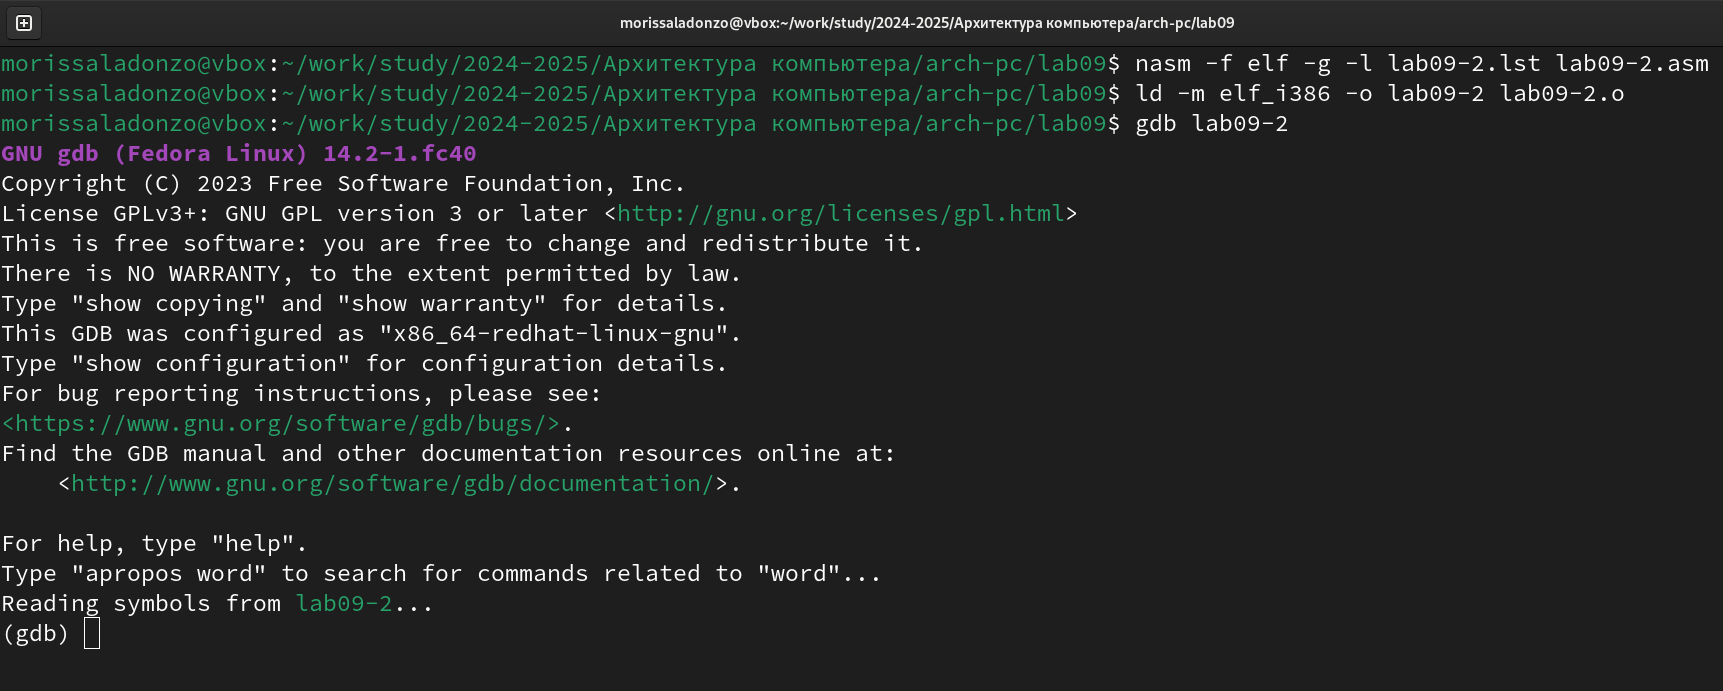 morissaladonzo@vbox:~/work/study/2024-2025/Архитектура компьютера/arch-pc/lab09
morissaladonzo@vbox:~/work/study/2024-2025/Архитектура компьютера/arch-pc/lab09$ nasm -f elf -g -l lab09-2.lst lab09-2.asm
morissaladonzo@vbox:~/work/study/2024-2025/Архитектура компьютера/arch-pc/lab09$ ld -m elf_i386 -o lab09-2 lab09-2.o
morissaladonzo@vbox:~/work/study/2024-2025/Архитектура компьютера/arch-pc/lab09$ gdb lab09-2
GNU gdb (Fedora Linux) 14.2-1.fc40
Copyright (C) 2023 Free Software Foundation, Inc.
License GPLv3+: GNU GPL version 3 or later <http://gnu.org/licenses/gpl.html>
This is free software: you are free to change and redistribute it.
There is NO WARRANTY, to the extent permitted by law.
Type "show copying" and "show warranty" for details.
This GDB was configured as "x86_64-redhat-linux-gnu".
Type "show configuration" for configuration details.
For bug reporting instructions, please see:
<https://www.gnu.org/software/gdb/bugs/>.
Find the GDB manual and other documentation resources online at:
    <http://www.gnu.org/software/gdb/documentation/>.

For help, type "help".
Type "apropos word" to search for commands related to "word"...
Reading symbols from lab09-2...
(gdb)